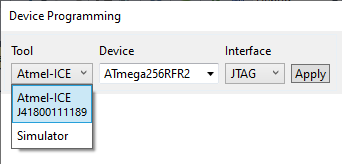 Device Programming
Tool Device Interface
Atmel-ICE ATmega256RFR2 JTAG Apply
Atmel-ICE
J41800111189
Simulator